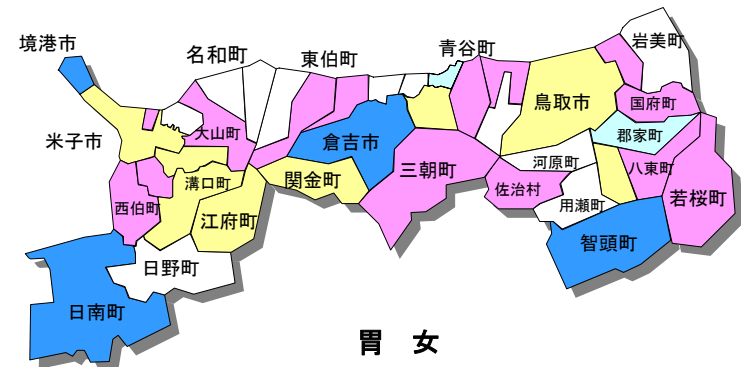 境港市
名和町
東伯町
青谷町
岩美町
米子市
大山町
倉吉市
鳥取市
国府町
郡家町
溝口町
関金町
三朝町
河原町
八東町
西伯町
江府町
佐治村
用瀬町
若桜町
日野町
智頭町
日南町
胃 女